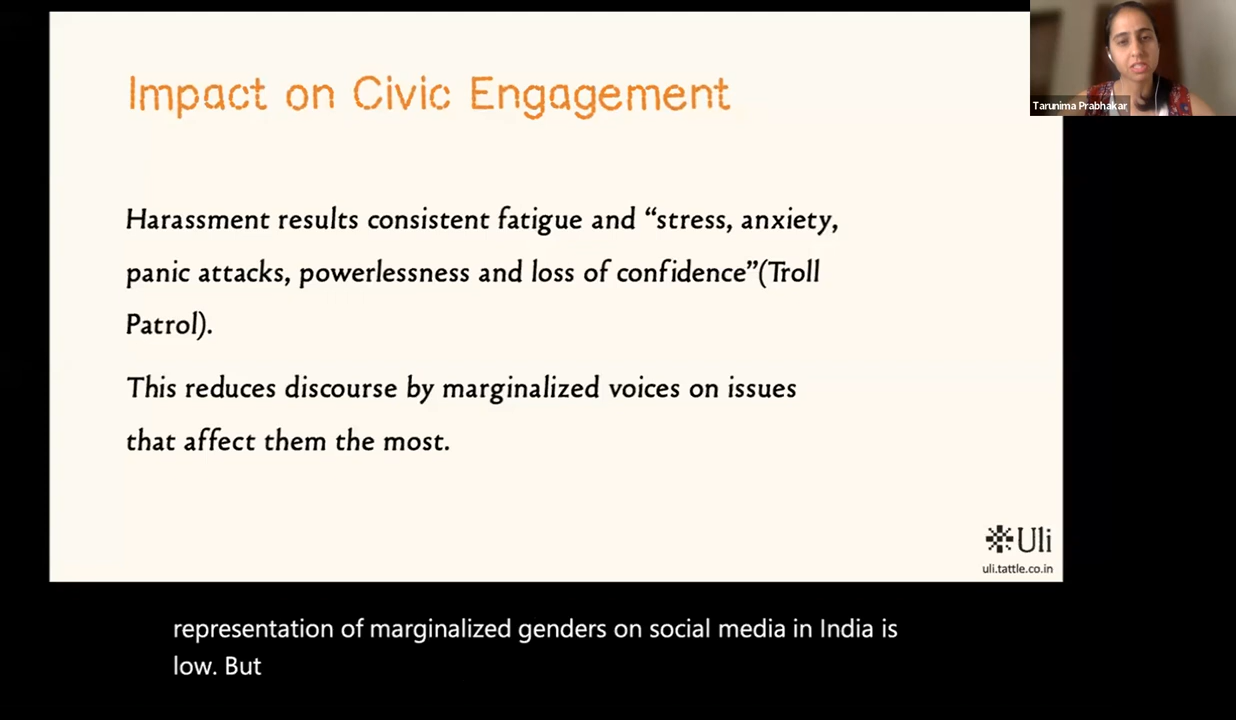 Impact on Civic Engagement
Tarunima Prabhakar
Harassment results consistent fatigue and “stress, anxiety,
panic attacks, powerlessness and loss of confidence”(Troll
Patrol).
This reduces discourse by marginalized voices on issues
that affect them the most.
Uli
uli.tattle.co.in
representation of marginalized genders on social media in India is
low. But